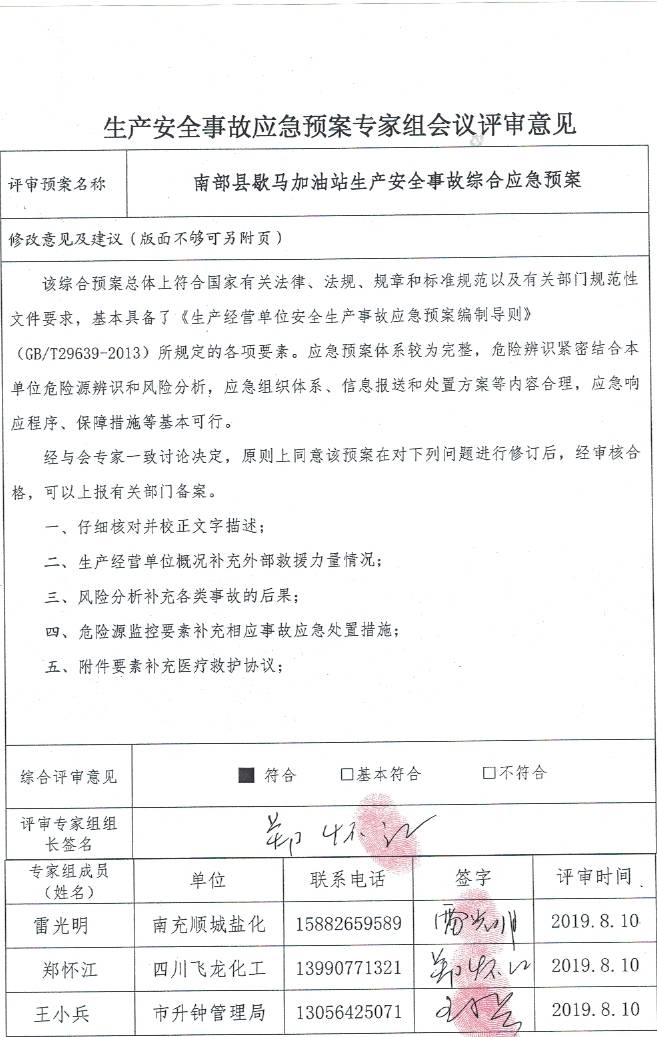 生产安全事故应急预案专家组会议评审意见
评审预案名称 南部县歇马加油站生产安全事故综合应急预案
修改意见及建议（版面不够可另附页）
该综合预案总体上符合国家有关法律、法规、规章和标准规范以及有关部门规范性
文件要求，基本具备了《生产经营单位安全生产事故应急预案编制导则》
（GB/T29639-2013）所规定的各项要素。应急预案体系较为完整，危险辨识紧密结合本
单位危险源辨识和风险分析，应急组织体系、信息报送和处置方案等内容合理，应急响
应程序、保障措施等基本可行。
经与会专家一致讨论决定，原则上同意该预案在对下列问题进行修订后，经审核合
格，可以上报有关部门备案。
一、仔细核对并校正文字描述；
二、生产经营单位概况补充外部救援力量情况；
三、风险分析补充各类事故的后果；
四、危险源监控要素补充相应事故应急处置措施；
五、附件要素补充医疗救护协议；
综合评审意见 ■ 符合 □基本符合 □不符合
评审专家组组
长签名 郑怀江
专家组成员
（姓名） 单位 联系电话 签字 评审时间
雷光明 南充顺城盐化 15882659589 雷光明 2019.8.10
郑怀江 四川飞龙化工 13990771321 郑怀江 2019.8.10
王小兵 市升钟管理局 13056425071 王小兵 2019.8.10